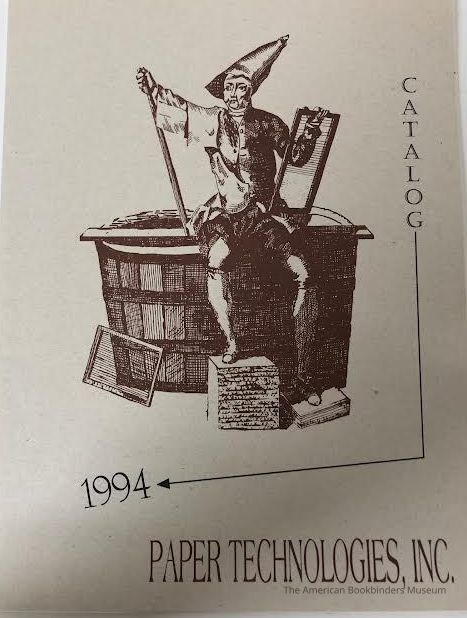 CATALOG
1994
PAPER TECHNOLOGIES, INC.
The American Bookbinders Museum